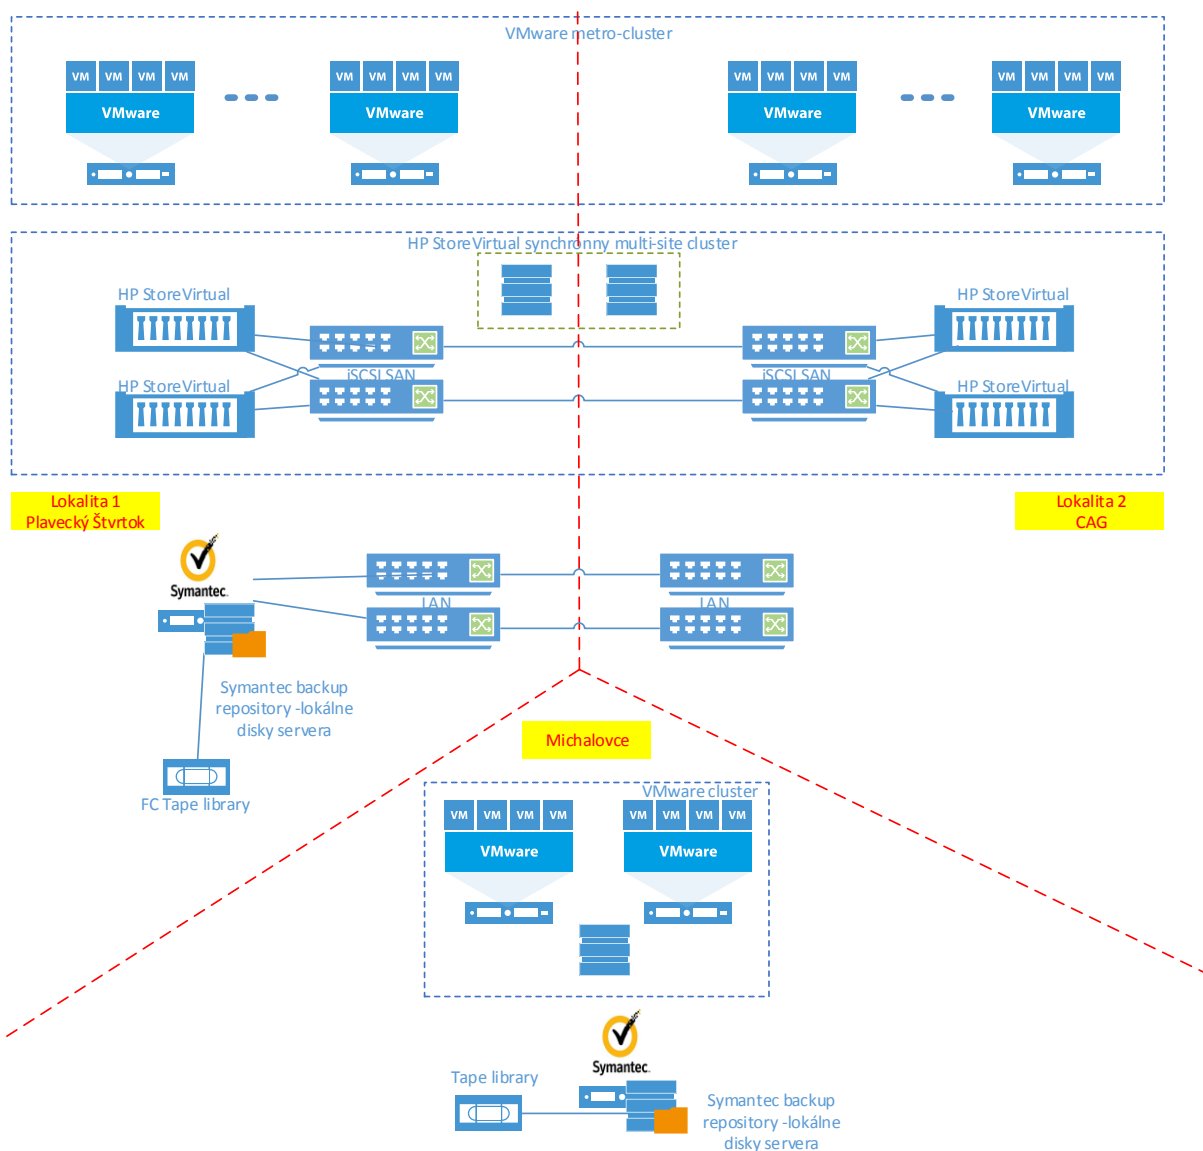 VMware metro-cluster
VM VM VM VM
VM VM VM VM
VM VM VM VM
VM VM VM VM
VMware
VMware
VMware
VMware
HP StoreVirtual synchrónny multi-site cluster
HP StoreVirtual
HP StoreVirtual
iSCSI SAN
iSCSI SAN
HP StoreVirtual
HP StoreVirtual
Lokalita 1
Plavecký Štvrtok
Lokalita 2
CAG
Symantec.
LAN
LAN
Symantec backup
repository -lokálne
disky servera
FC Tape library
Michalovce
VMware cluster
VM VM VM VM
VM VM VM VM
VMware
VMware
Symantec.
Tape library
Symantec backup
repository -lokálne
disky servera